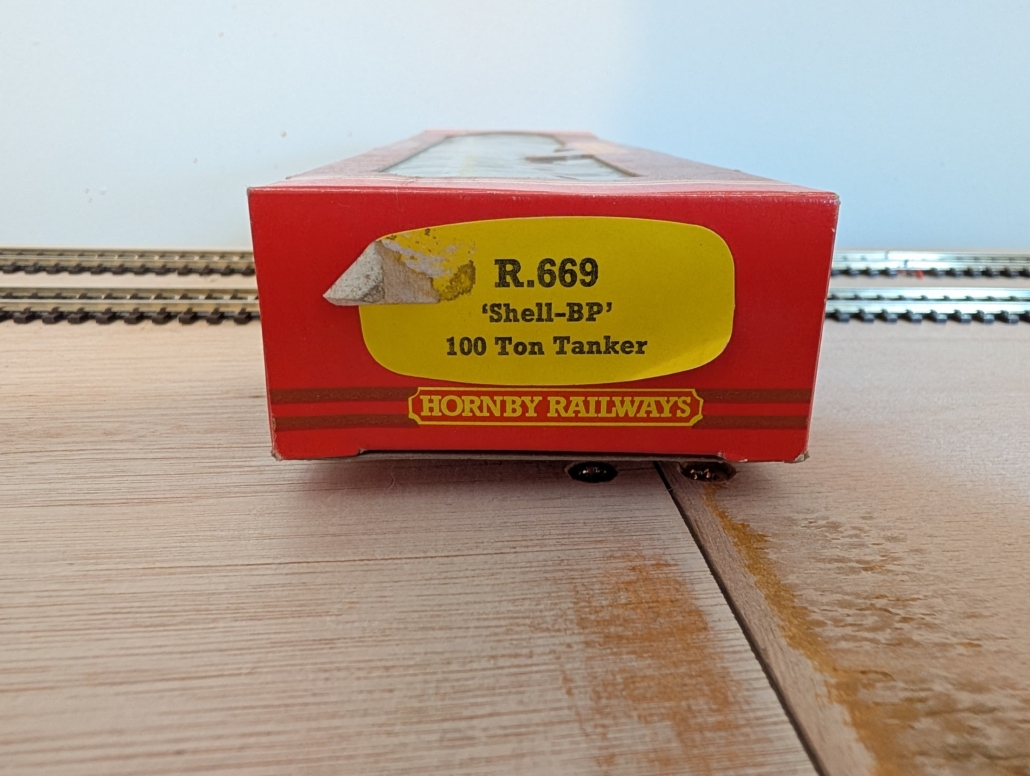 R.669
‘Shell-BP’
100 Ton Tanker
HORNBY RAILWAYS